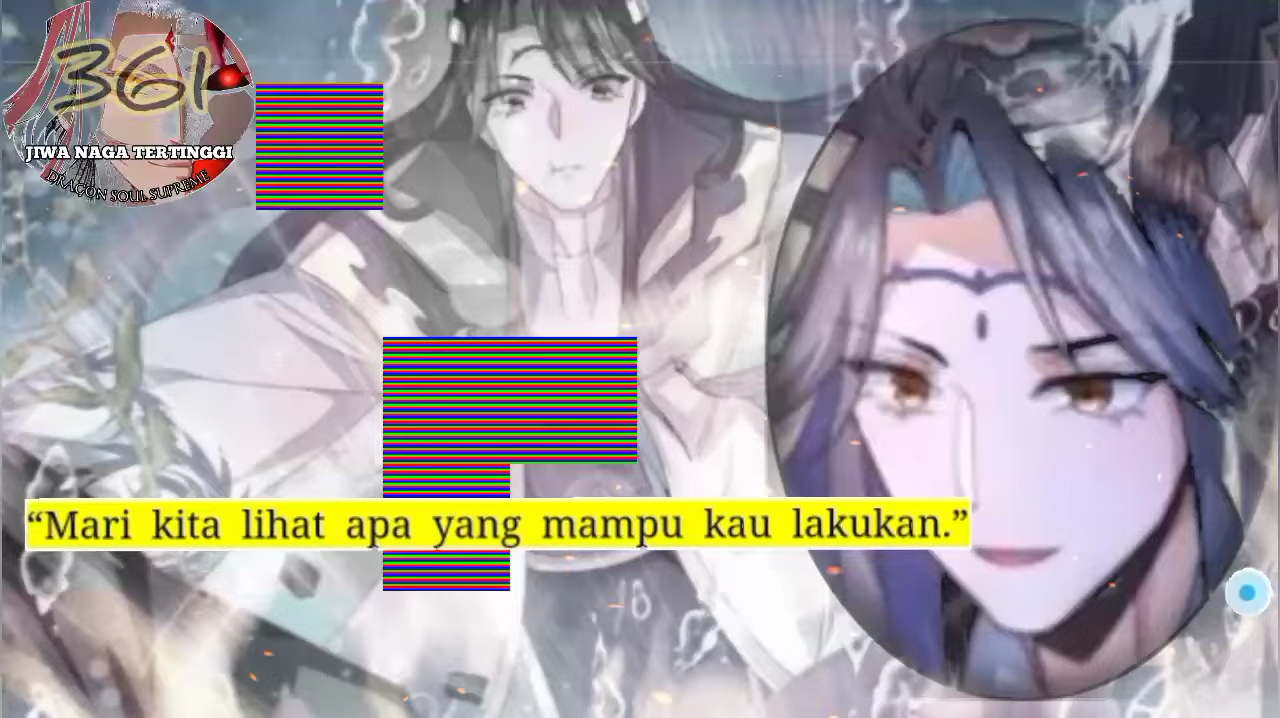 361
JIWA NAGA TERTINGGI
DRAGON SOUL SUPREME
“Mari kita lihat apa yang mampu kau lakukan.”